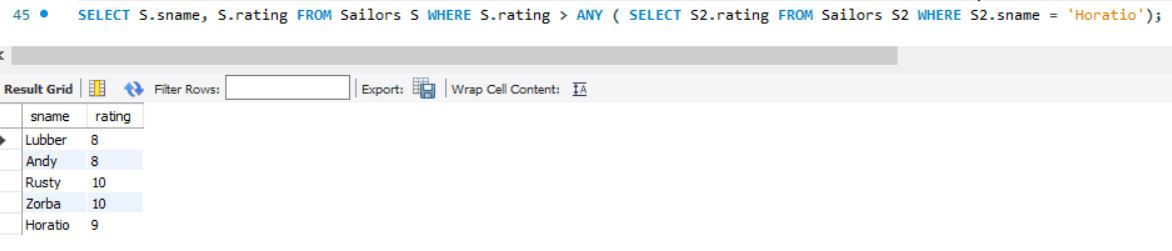 45 SELECT S.sname, S.rating FROM Sailors S WHERE S.rating > ANY ( SELECT S2.rating FROM Sailors S2 WHERE S2.sname = 'Horatio');
Result Grid Filter Rows: Export: Wrap Cell Content: IA
sname rating
Lubber 8
Andy 8
Rusty 10
Zorba 10
Horatio 9